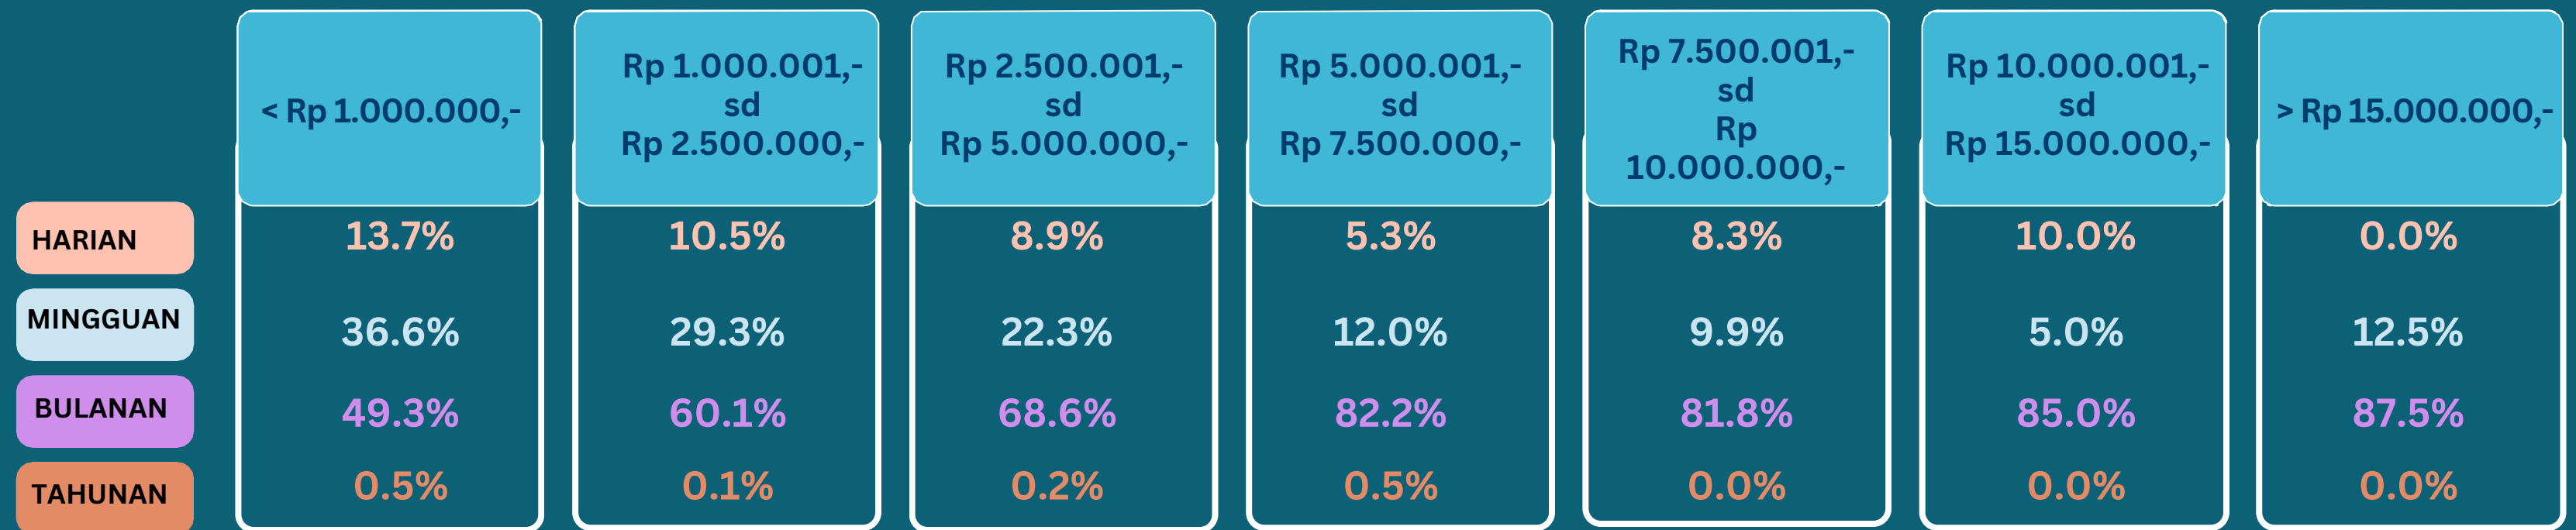 < Rp 1.000.000,-
Rp 1.000.001,-
sd
Rp 2.500.000,-
Rp 2.500.001,-
sd
Rp 5.000.000,-
Rp 5.000.001,-
sd
Rp 7.500.000,-
Rp 7.500.001,-
sd
Rp
10.000.000,-
Rp 10.000.001,-
sd
Rp 15.000.000,-
> Rp 15.000.000,-
HARIAN 13.7% 10.5% 8.9% 5.3% 8.3% 10.0% 0.0%
MINGGUAN 36.6% 29.3% 22.3% 12.0% 9.9% 5.0% 12.5%
BULANAN 49.3% 60.1% 68.6% 82.2% 81.8% 85.0% 87.5%
TAHUNAN 0.5% 0.1% 0.2% 0.5% 0.0% 0.0% 0.0%